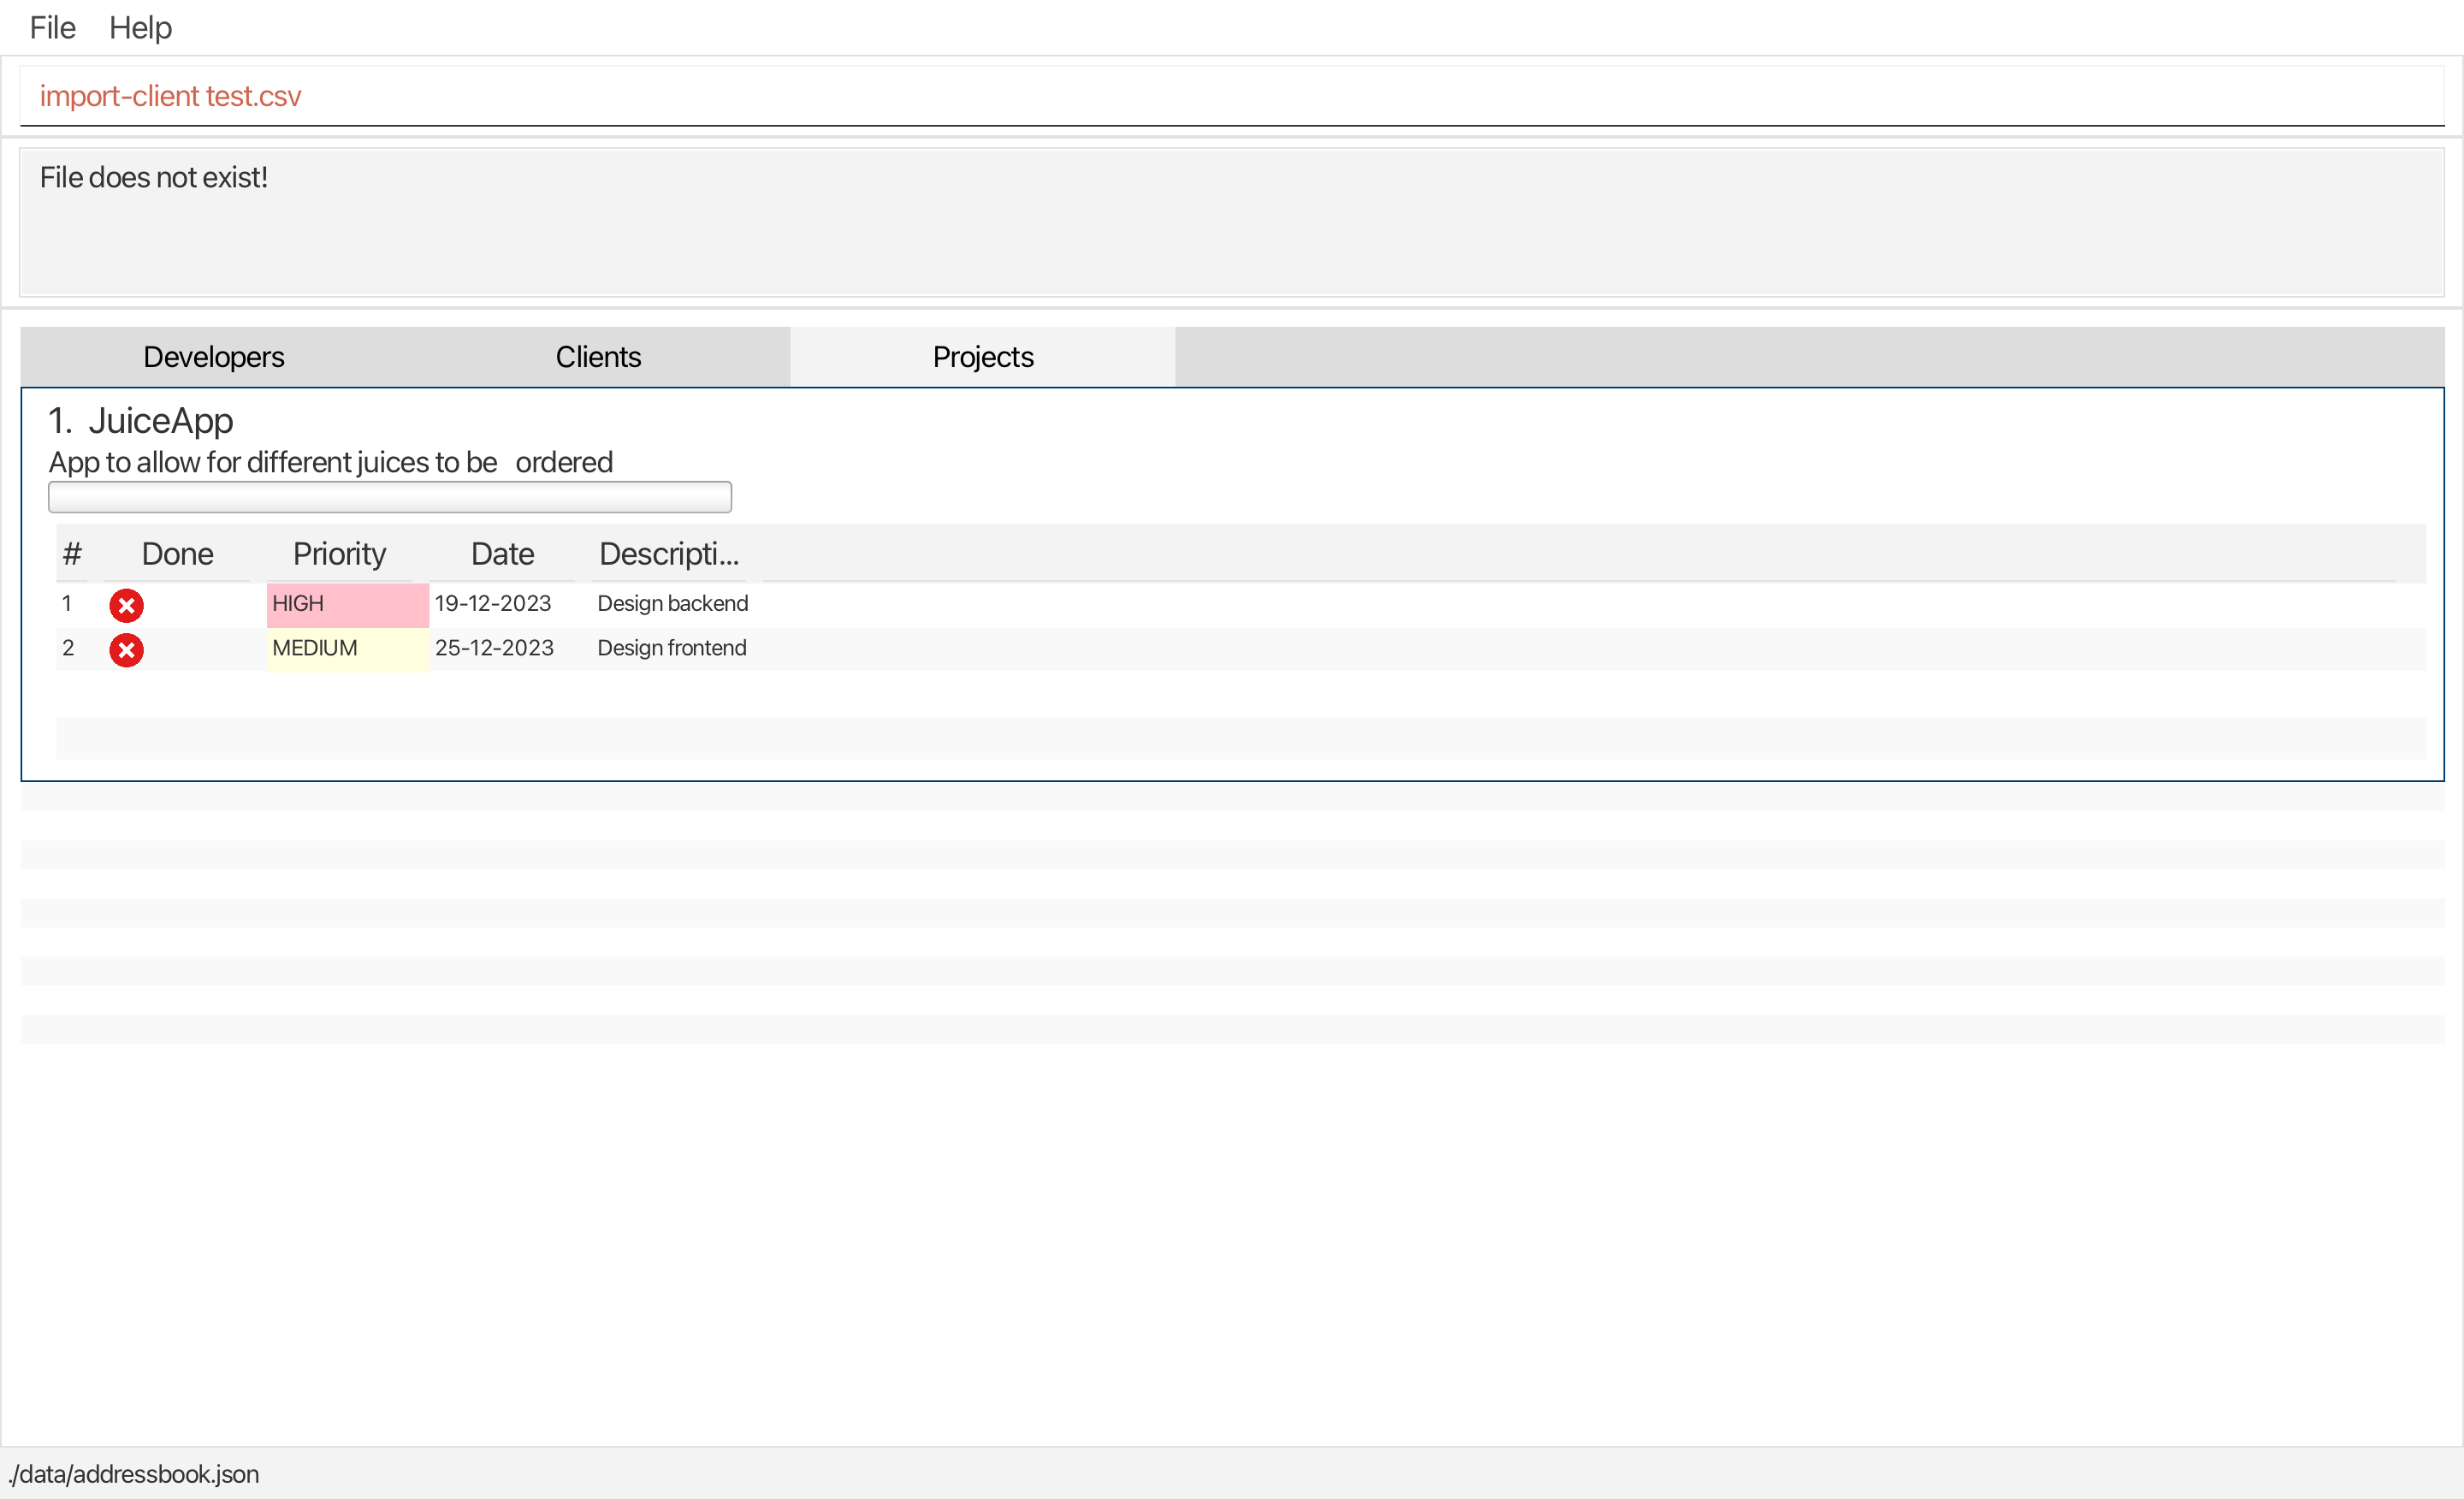 File Help
import-client test.csv
File does not exist!
Developers Clients Projects
1. JuiceApp
App to allow for different juices to be ordered
# Done Priority Date Descripti...
1 HIGH 19-12-2023 Design backend
2 MEDIUM 25-12-2023 Design frontend
./data/addressbook.json